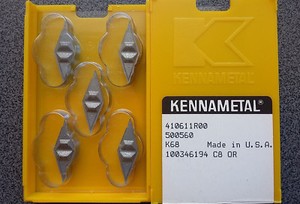 KENNAMETAL
KENNAMETAL®
410611R00
500560
K68 Made in U.S.A.
100346194 C8 OR